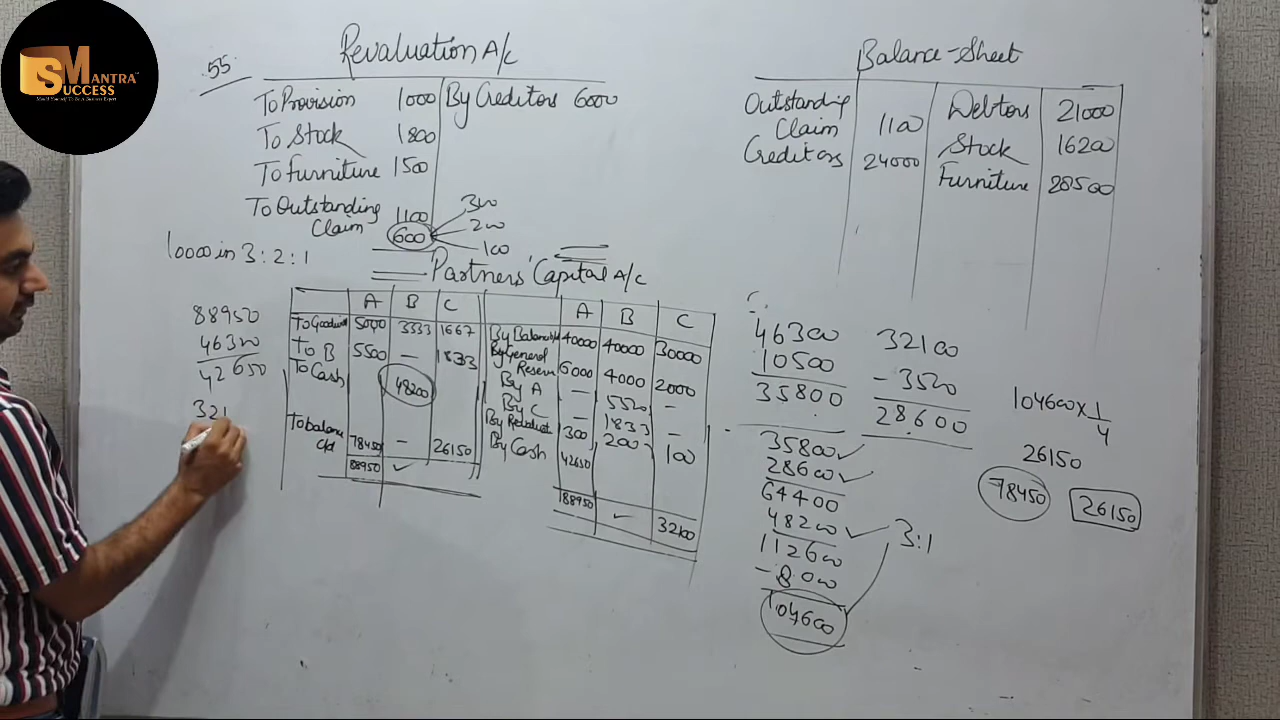 SMANTRA
SUCCESS
55
Revaluation A/c
To Provision 1000 By Creditors 6000
To Stock 1800
To Furniture 1500
To Outstanding
Claim 1100
600
300
200
100
Balance-Sheet
Outstanding
Claim 1100
Creditors 24000
Debtors 21000
Stock 16200
Furniture 28500
10000 in 3:2:1
Partners' Capital A/c
A B C A B C
To Goodwill 5000 3333 1667
To B 5500 — 1833
To Cash 48200
To balance
c/d 78450 — 26150
88950 ✓
By Balance b/d 40000 40000 30000
By General
Reserve 6000 4000 2000
By A — 5500 —
By C — 1833 —
By Revaluat 300 200 100
By Cash 42650
88950 ✓ 32100
88950
46300
42650
321
46300
10500
35800
32100
- 3500
28600
35800 ✓
28600 ✓
64400
48200 ✓
112600
- 8000
104600
3:1
104600 x 1/4
26150
78450
26150